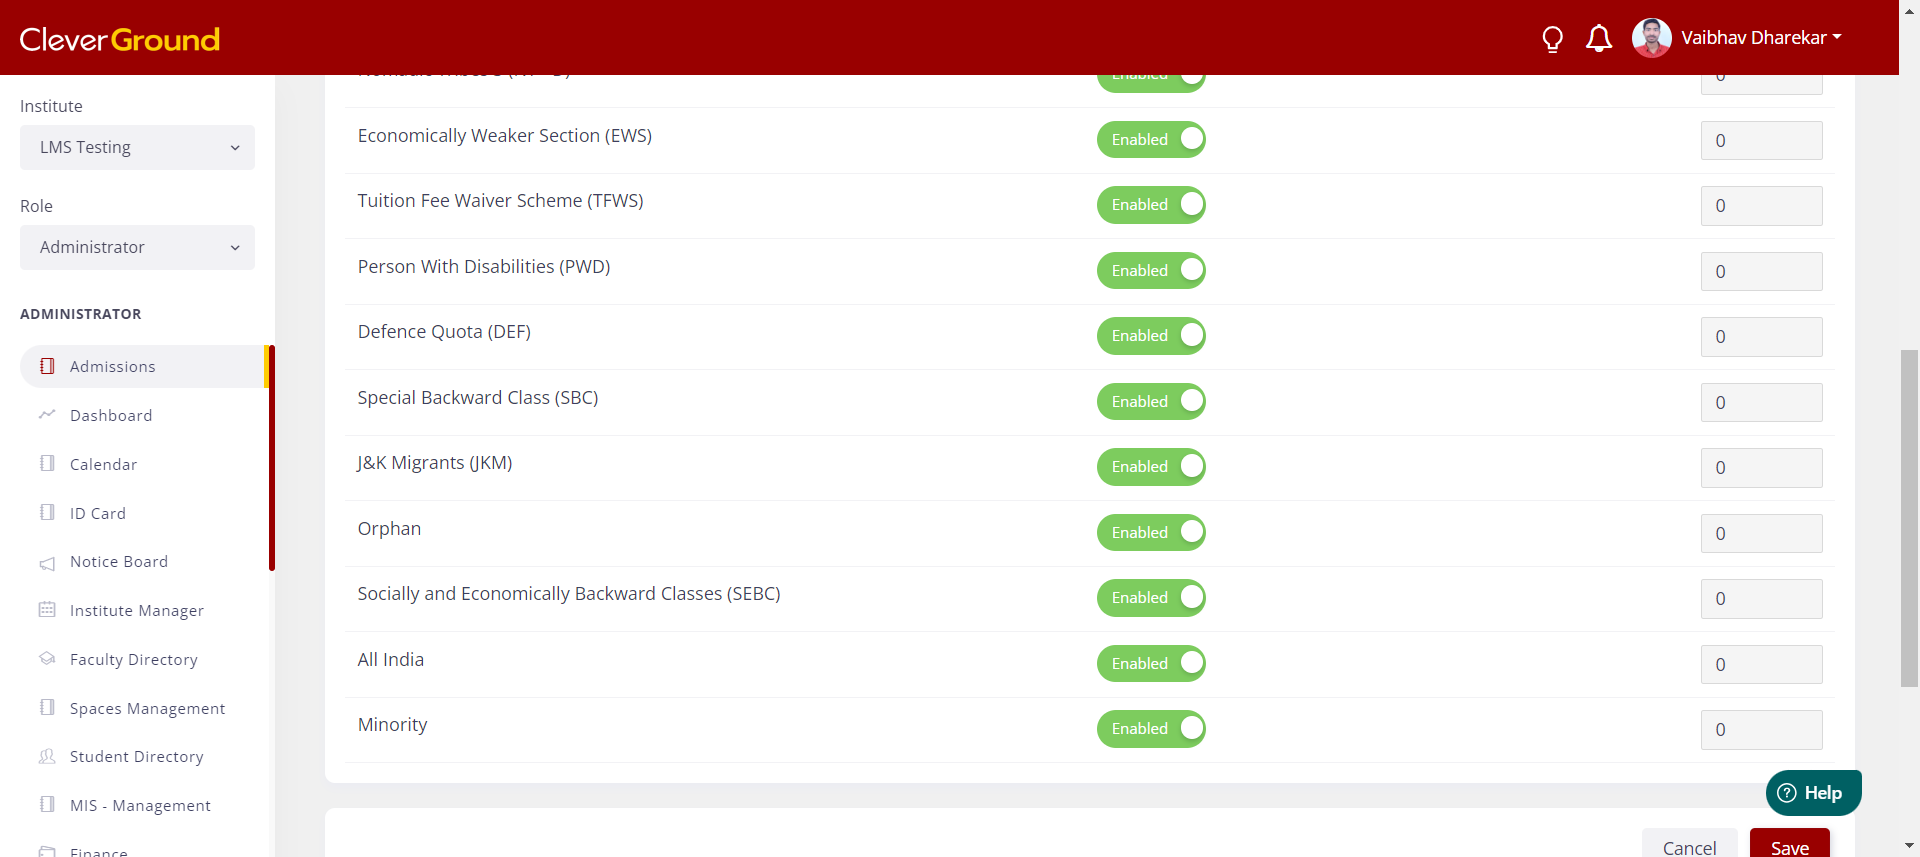 CleverGround
Vaibhav Dharekar
Institute
LMS Testing
Role
Administrator
ADMINISTRATOR
Admissions
Dashboard
Calendar
ID Card
Notice Board
Institute Manager
Faculty Directory
Spaces Management
Student Directory
MIS - Management
Finance
Enabled 0
Economically Weaker Section (EWS) Enabled 0
Tuition Fee Waiver Scheme (TFWS) Enabled 0
Person With Disabilities (PWD) Enabled 0
Defence Quota (DEF) Enabled 0
Special Backward Class (SBC) Enabled 0
J&K Migrants (JKM) Enabled 0
Orphan Enabled 0
Socially and Economically Backward Classes (SEBC) Enabled 0
All India Enabled 0
Minority Enabled 0
Help
Cancel Save